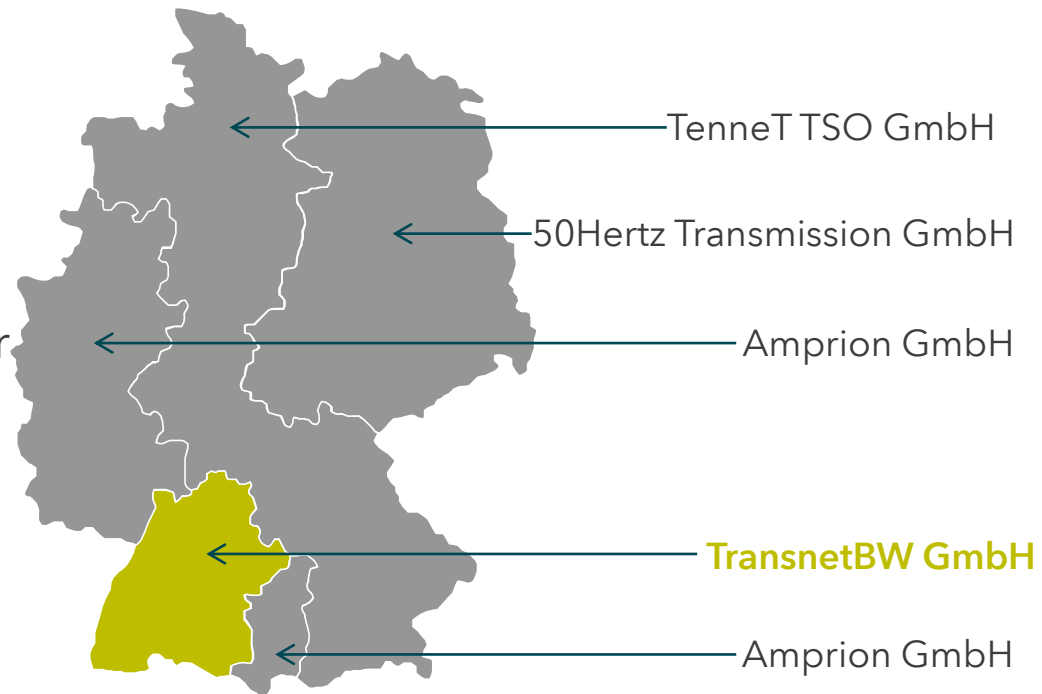 TenneT TSO GmbH
50Hertz Transmission GmbH
r
Amprion GmbH
TransnetBW GmbH
Amprion GmbH